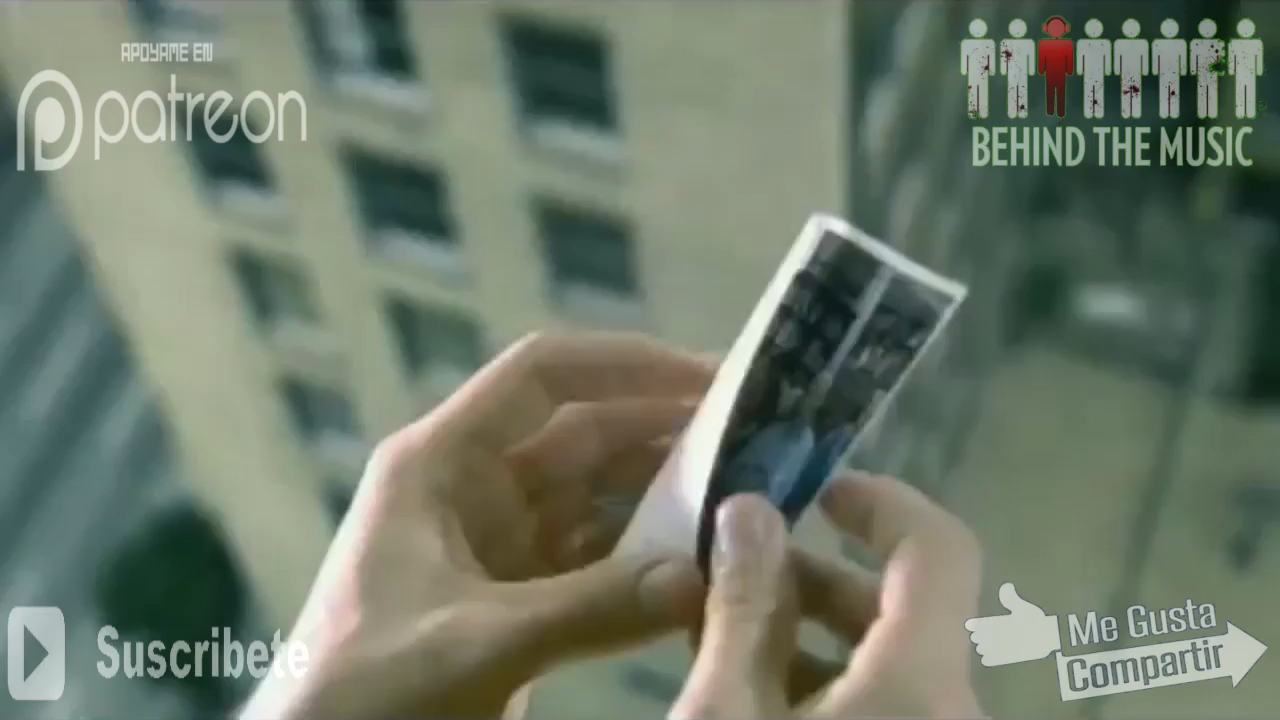 APOYAME EN
patreon
BEHIND THE MUSIC
Suscribete
Me Gusta
Compartir